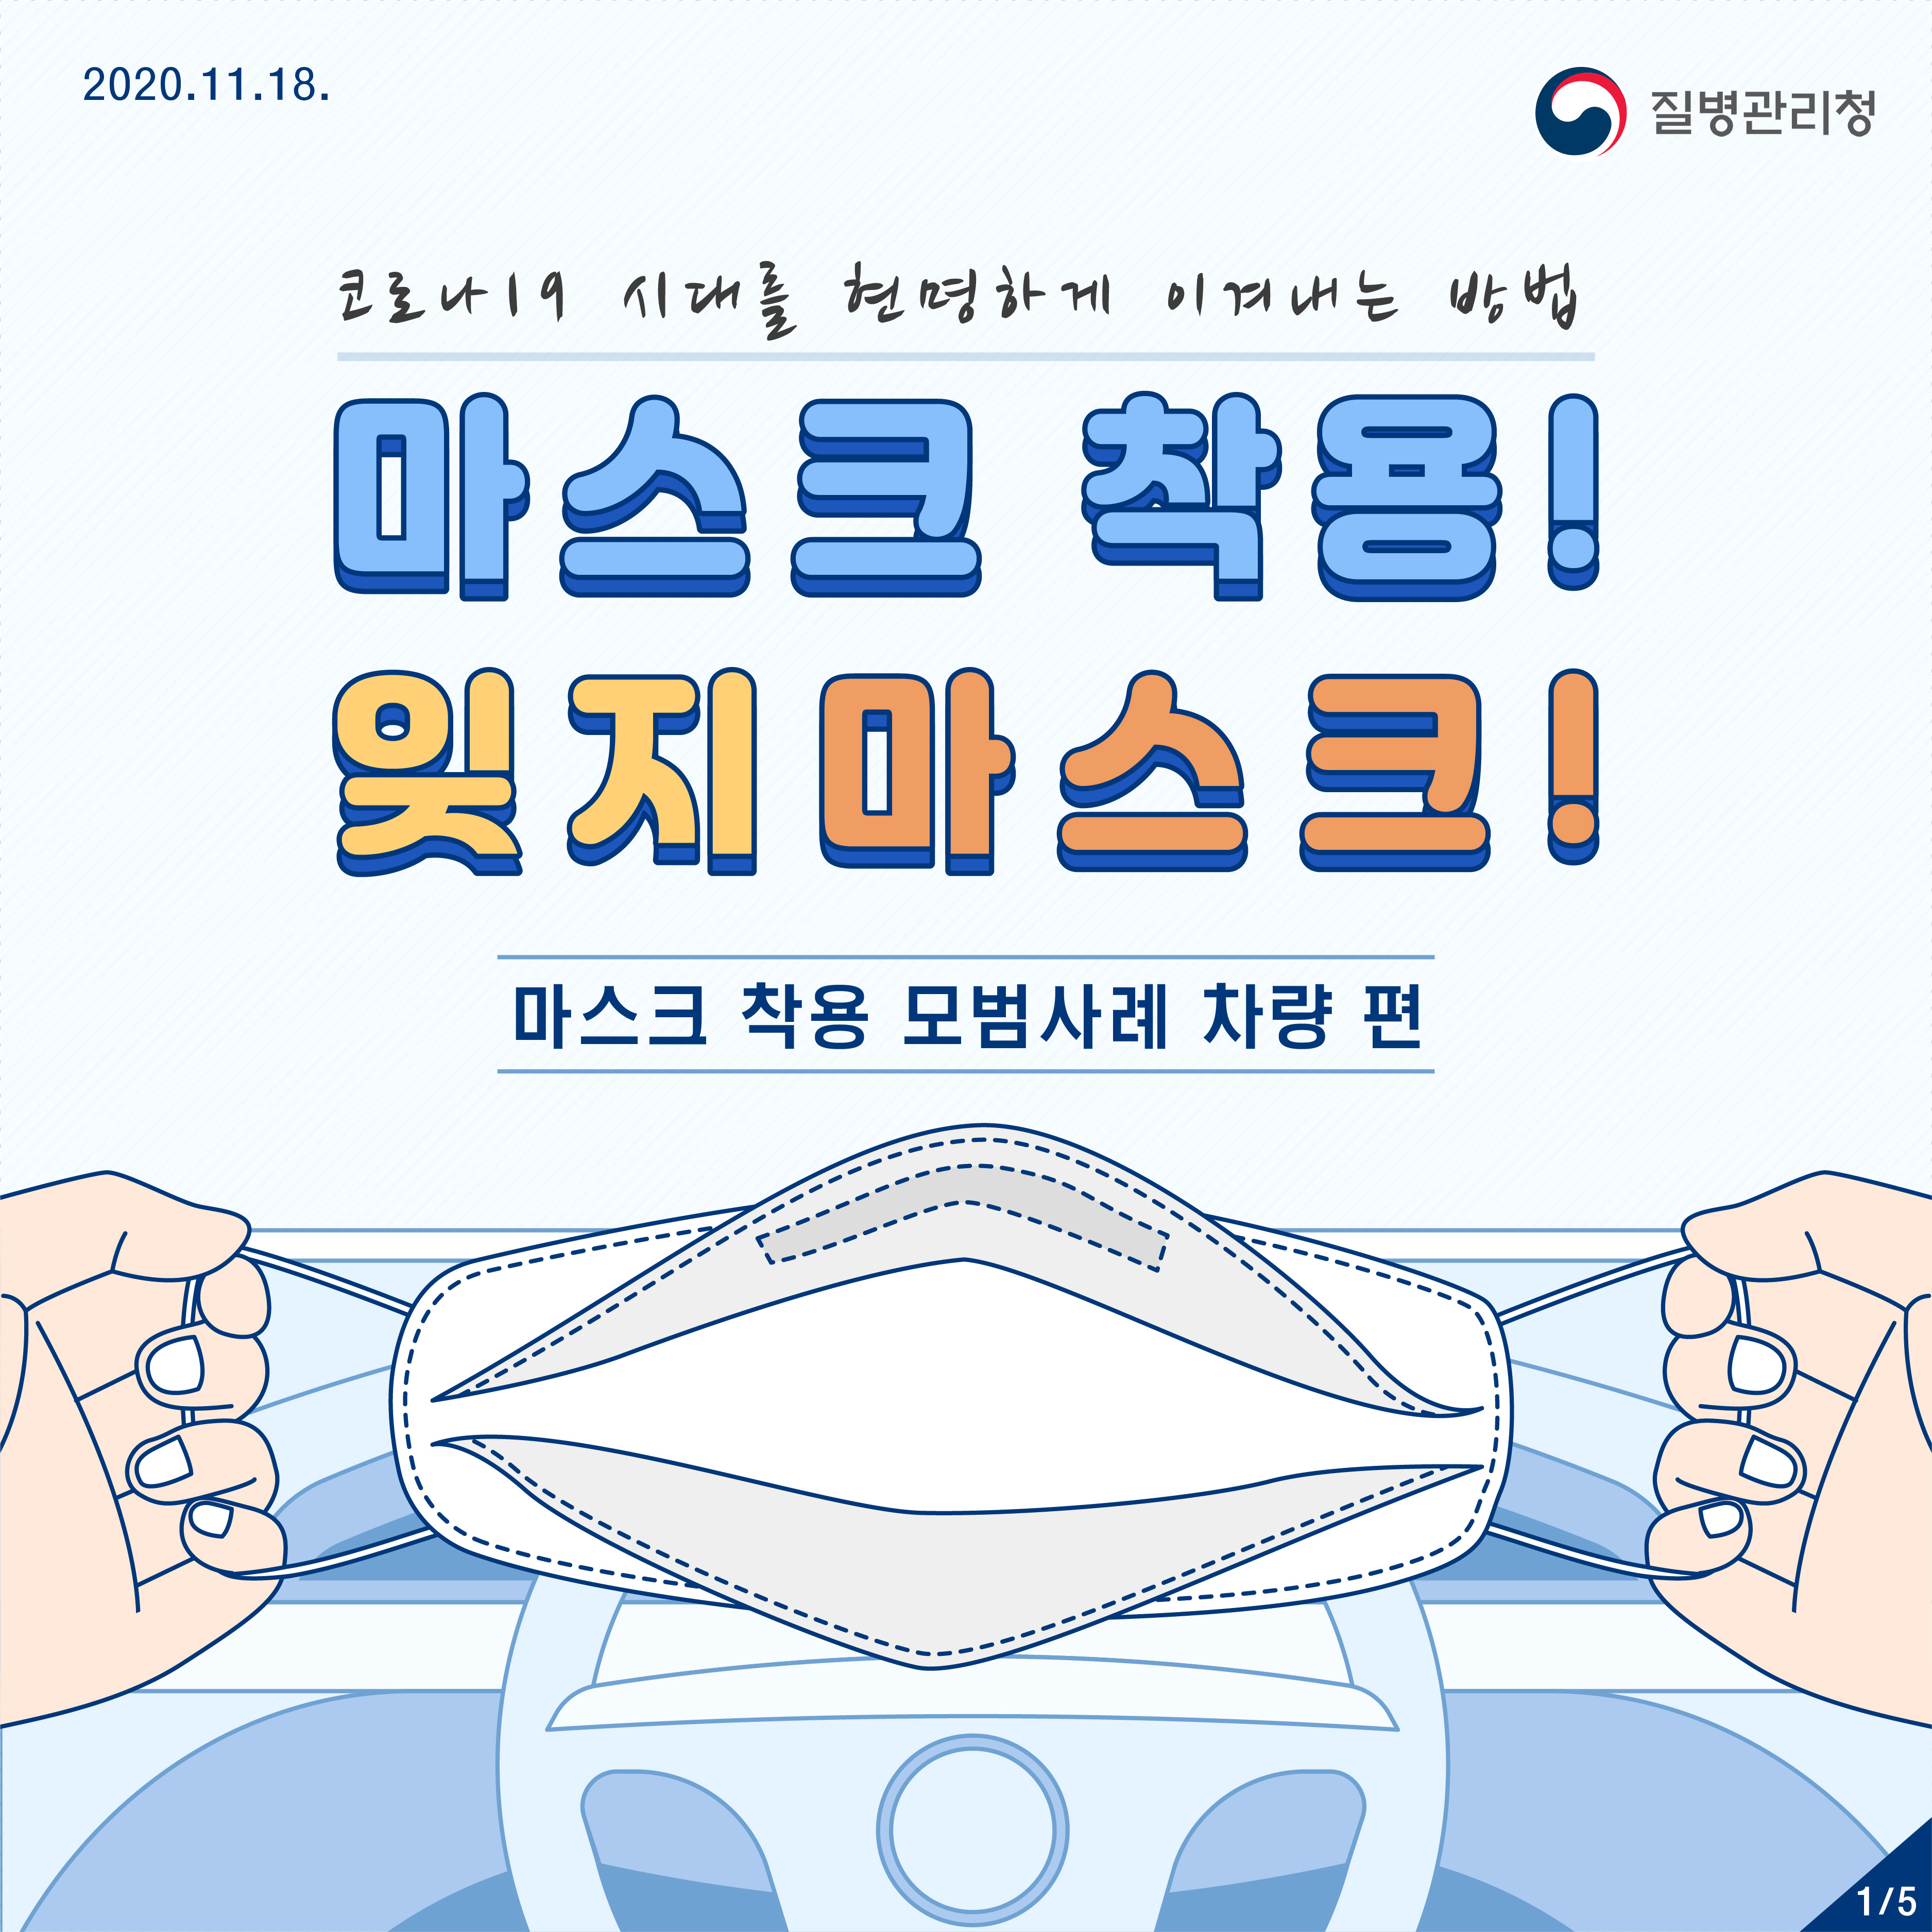 2020.11.18.
질병관리청
코로나19 시대를 현명하게 이겨내는 방법
마스크 착용!
잊지마스크!
마스크 착용 모범사례 차량 편
1/5